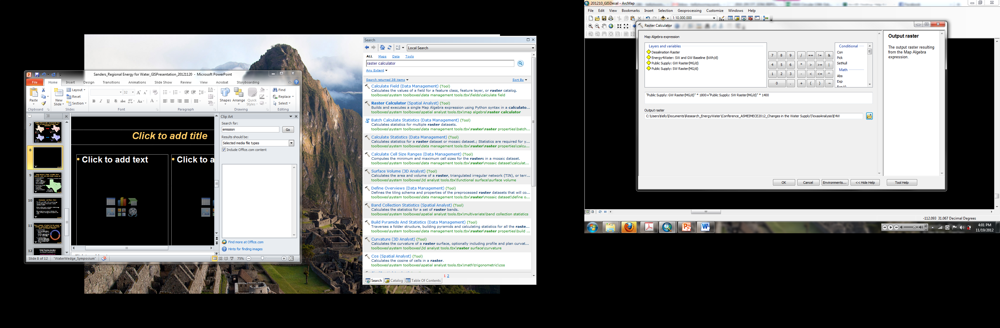 Sanders_Regional Energy for Water_GISPresentation_20121120 - Microsoft PowerPoint
File Home Insert Design Transitions Animations Slide Show Review View Acrobat Storyboarding
Paste
New Slide
Layout
Reset
Section
32
Shapes Arrange Quick Styles
Find
Replace
Select
Clipboard Slides Font Paragraph Drawing Editing
7
8
9
10
11
12
Click to add title
Click to add text
Click to a
Clip Art
Search for:
emission
Go
Results should be:
Selected media file types
Include Office.com content
Find more at Office.com
Hints for finding images
Slide 8 of 12 "WaterWedge_Symposium" 75%
Search
Local Search
ALL Maps Data Tools
raster calculator
Any Extent
Search returned 38 items Sort By
Calculate Field (Data Management) (Tool)
Calculates the values of a field for a feature class, feature layer, or raster catalog.
toolboxes\system toolboxes\data management tools.tbx\fields\calculate field
Raster Calculator (Spatial Analyst) (Tool)
Builds and executes a single Map Algebra expression using Python syntax in a calculato...
toolboxes\system toolboxes\spatial analyst tools.tbx\map algebra\raster calculator
Batch Calculate Statistics (Data Management) (Tool)
Calculates statistics for multiple raster datasets.
toolboxes\system toolboxes\data management tools.tbx\raster\raster properties\batch...
Calculate Statistics (Data Management) (Tool)
Calculates statistics for a raster dataset or mosaic dataset.; Statistics are required for y...
toolboxes\system toolboxes\data management tools.tbx\raster\raster properties\calcu...
Calculate Cell Size Ranges (Data Management) (Tool)
Computes the minimum and maximum cell sizes for the rasters in a mosaic dataset.
toolboxes\system toolboxes\data management tools.tbx\raster\mosaic dataset\calculat...
Surface Volume (3D Analyst) (Tool)
Calculates the area and volume of a raster, triangulated irregular network (TIN), or terr...
toolboxes\system toolboxes\3d analyst tools.tbx\functional surface\surface volume
Define Overviews (Data Management) (Tool)
Defines the tiling schema and properties of the preprocessed raster datasets that will co...
toolboxes\system toolboxes\data management tools.tbx\raster\mosaic dataset\define o...
Band Collection Statistics (Spatial Analyst) (Tool)
Calculates the statistics for a set of raster bands.
toolboxes\system toolboxes\spatial analyst tools.tbx\multivariate\band collection statistics
Build Pyramids And Statistics (Data Management) (Tool)
Traverses a folder structure, building pyramids and calculating statistics for all the raste...
toolboxes\system toolboxes\data management tools.tbx\raster\raster properties\build ...
Curvature (3D Analyst) (Tool)
Calculates the curvature of a raster surface, optionally including profile and plan curvat...
toolboxes\system toolboxes\3d analyst tools.tbx\raster surface\curvature
Cos (Spatial Analyst) (Tool)
Calculates the cosine of cells in a raster.
toolboxes\system toolboxes\spatial analyst tools.tbx\math\trigonometric\cos
1 2
Search Catalog Table Of Contents
201210_GISDesal - ArcMap
File Edit View Bookmarks Insert Selection Geoprocessing Customize Windows Help
1:10,000,000
Raster Calculator
Map Algebra expression
Layers and variables
Desalination Raster
Energy4Water: SW and GW Baseline (kWh/d)
Public Supply: GW Raster(MG/d)
Public Supply: SW Raster(MG/d)
7 8 9 / == != &
4 5 6 * > >= |
1 2 3 - < <= ^
0 . + ( ) ~
Conditional
Con
Pick
SetNull
Math
Abs
Exp
Exp10
"Public Supply: GW Raster(MG/d)" * 1800+"Public Supply: SW Raster(MG/d)" * 1400
Output raster
C:\Users\Kelly\Documents\Research_EnergyWater\Conference_ASMEIMECE2012_Changes in the Water Supply\TexasAnalysis\E4W
OK Cancel Environments... << Hide Help Tool Help
Output raster
The output raster resulting
from the Map Algebra
expression.
-112.093 31.067 Decimal Degrees
4:01 PM
11/19/2012